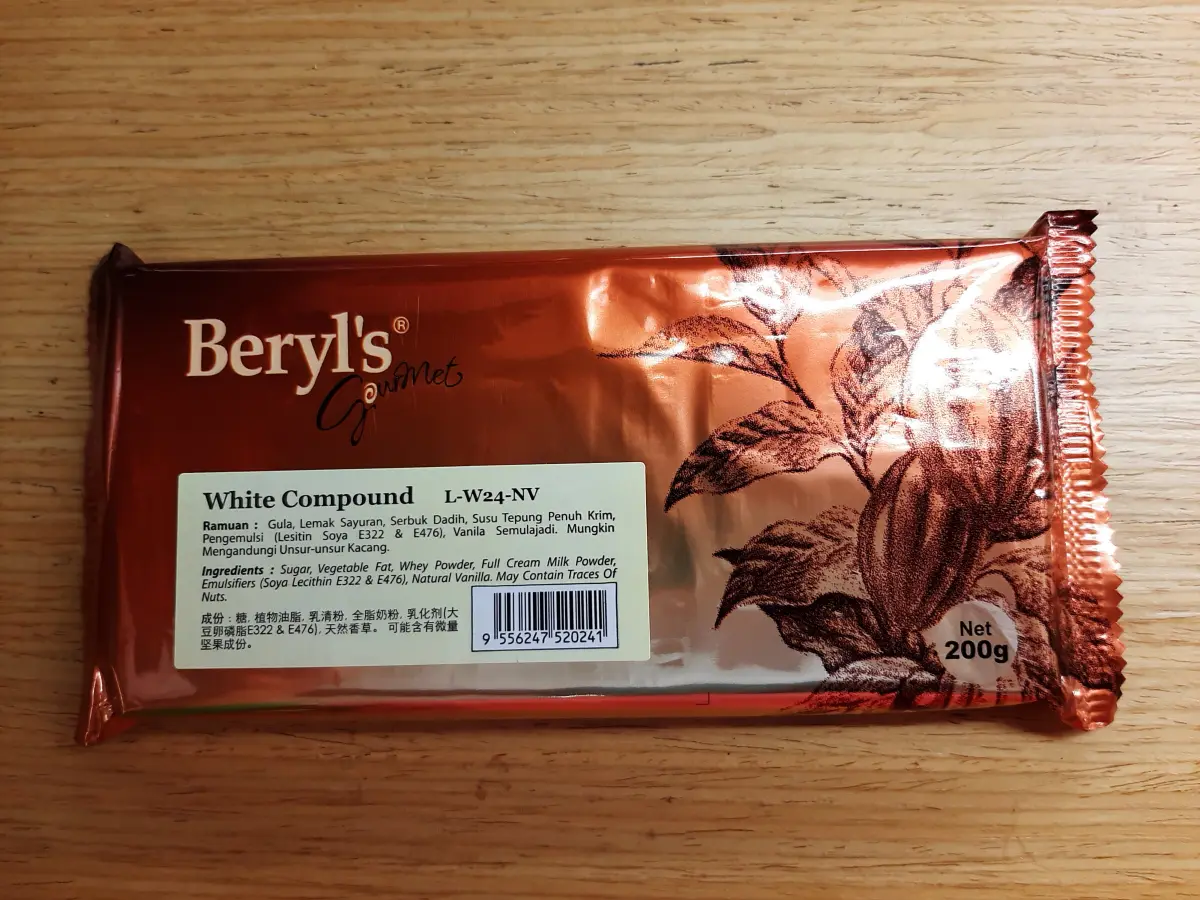 Beryl's®
Gourmet
White Compound L-W24-NV
Ramuan : Gula, Lemak Sayuran, Serbuk Dadih, Susu Tepung Penuh Krim,
Pengemulsi (Lesitin Soya E322 & E476), Vanila Semulajadi. Mungkin
Mengandungi Unsur-unsur Kacang.
Ingredients : Sugar, Vegetable Fat, Whey Powder, Full Cream Milk Powder,
Emulsifiers (Soya Lecithin E322 & E476), Natural Vanilla. May Contain Traces Of
Nuts.
成份 : 糖, 植物油脂, 乳清粉, 全脂奶粉, 乳化剂(大
豆卵磷脂E322 & E476), 天然香草。 可能含有微量
坚果成份。
9 556247 520241
Net
200g